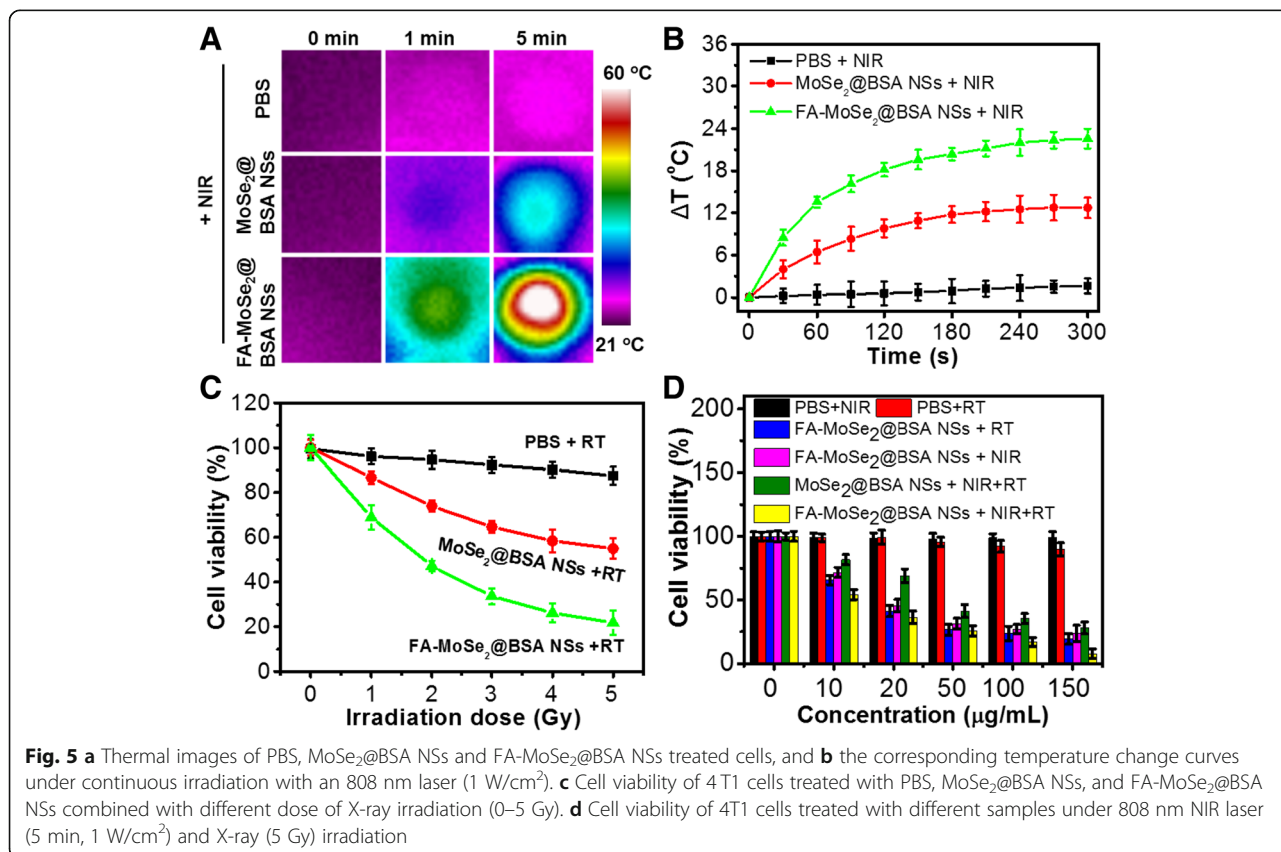 A
0 min 1 min 5 min
+ NIR
PBS
MoSe₂@
BSA NSs
FA-MoSe₂@
BSA NSs
60 °C
21 °C
B
36
30
24
18
12
6
0
ΔT (°C)
PBS + NIR
MoSe₂@BSA NSs + NIR
FA-MoSe₂@BSA NSs + NIR
0 60 120 180 240 300
Time (s)
C
120
100
80
60
40
20
0
Cell viability (%)
PBS + RT
MoSe₂@BSA NSs +RT
FA-MoSe₂@BSA NSs +RT
0 1 2 3 4 5
Irradiation dose (Gy)
D
200
150
100
50
0
Cell viability (%)
PBS+NIR PBS+RT
FA-MoSe₂@BSA NSs + RT
FA-MoSe₂@BSA NSs + NIR
MoSe₂@BSA NSs + NIR+RT
FA-MoSe₂@BSA NSs + NIR+RT
0 10 20 50 100 150
Concentration (μg/mL)
Fig. 5 a Thermal images of PBS, MoSe₂@BSA NSs and FA-MoSe₂@BSA NSs treated cells, and b the corresponding temperature change curves
under continuous irradiation with an 808 nm laser (1 W/cm²). c Cell viability of 4 T1 cells treated with PBS, MoSe₂@BSA NSs, and FA-MoSe₂@BSA
NSs combined with different dose of X-ray irradiation (0–5 Gy). d Cell viability of 4T1 cells treated with different samples under 808 nm NIR laser
(5 min, 1 W/cm²) and X-ray (5 Gy) irradiation